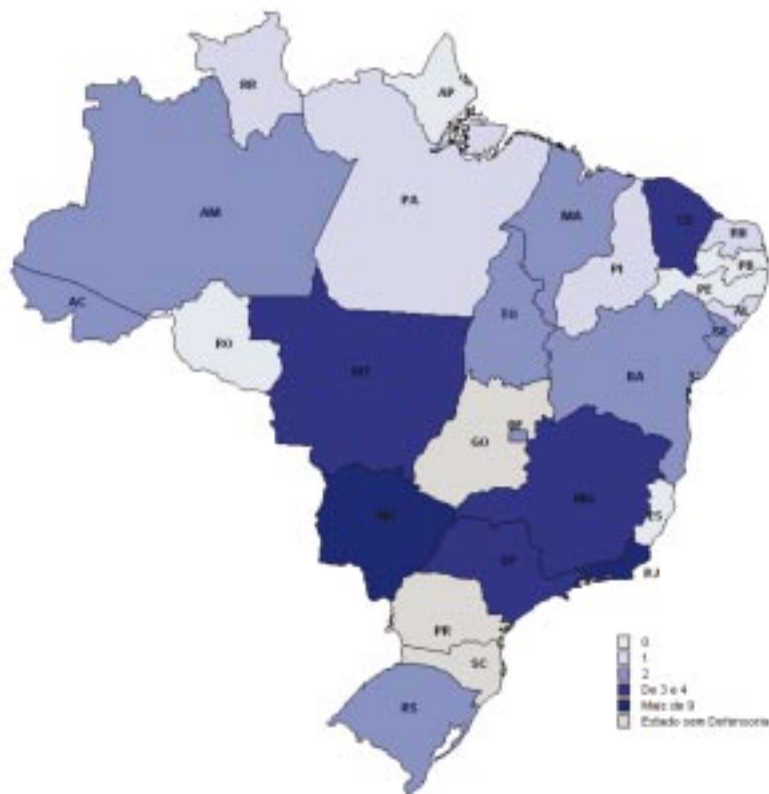 RR
AP
AM
PA
MA
CE
RN
PB
PI
PE
AL
SE
AC
TO
RO
MT
BA
DF
GO
MG
MS
ES
SP
RJ
PR
SC
RS
0
1
2
De 3 e 4
Mais de 9
Estado sem Defensoria